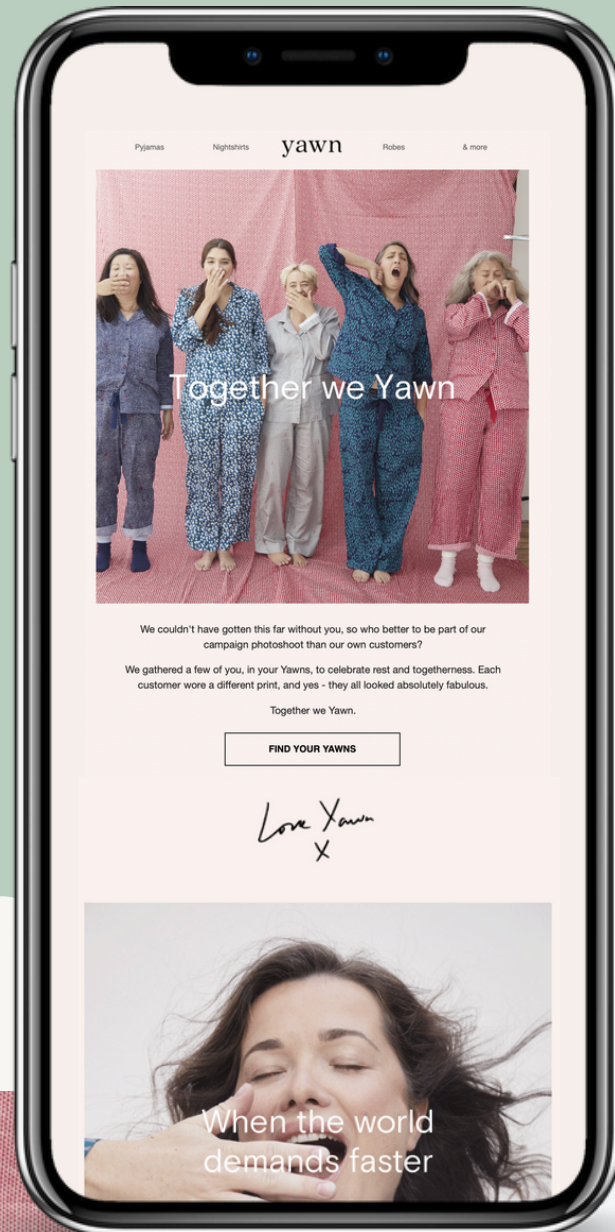 Pyjamas Nightshirts yawn Robes & more
Together we Yawn
We couldn't have gotten this far without you, so who better to be part of our
campaign photoshoot than our own customers?
We gathered a few of you, in your Yawns, to celebrate rest and togetherness. Each
customer wore a different print, and yes - they all looked absolutely fabulous.
Together we Yawn.
FIND YOUR YAWNS
Love Yawn
X
When the world
demands faster